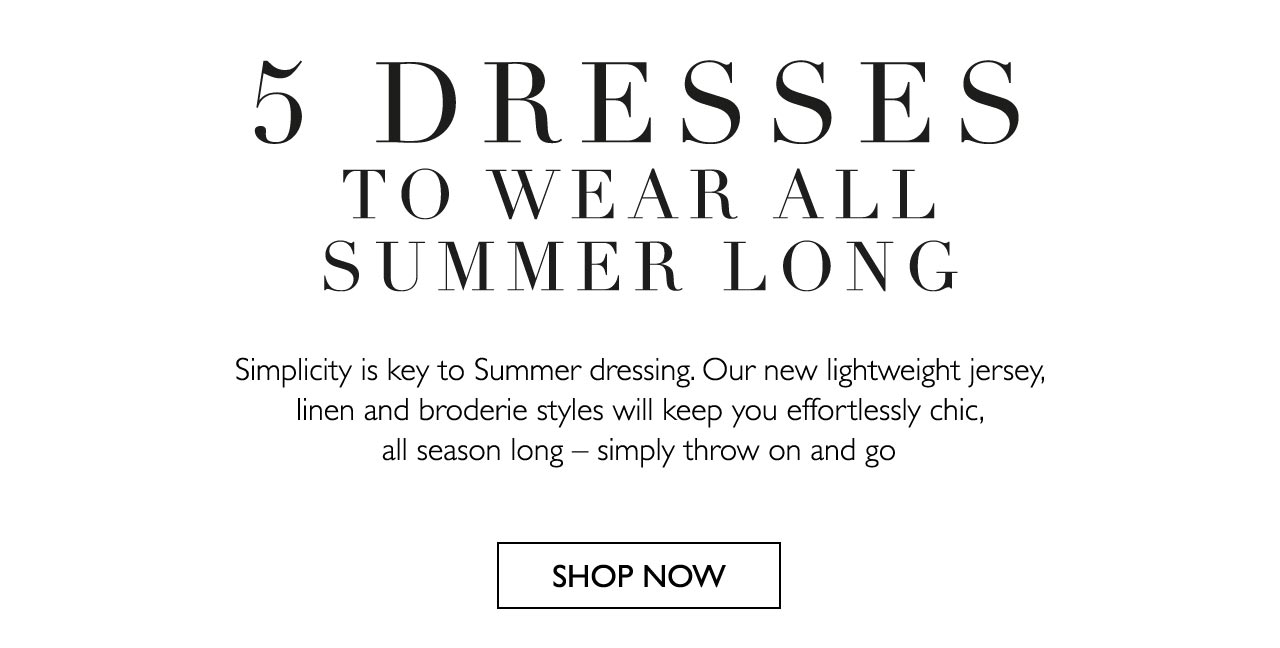 5 DRESSES
TO WEAR ALL
SUMMER LONG
Simplicity is key to Summer dressing. Our new lightweight jersey,
linen and broderie styles will keep you effortlessly chic,
all season long – simply throw on and go
SHOP NOW